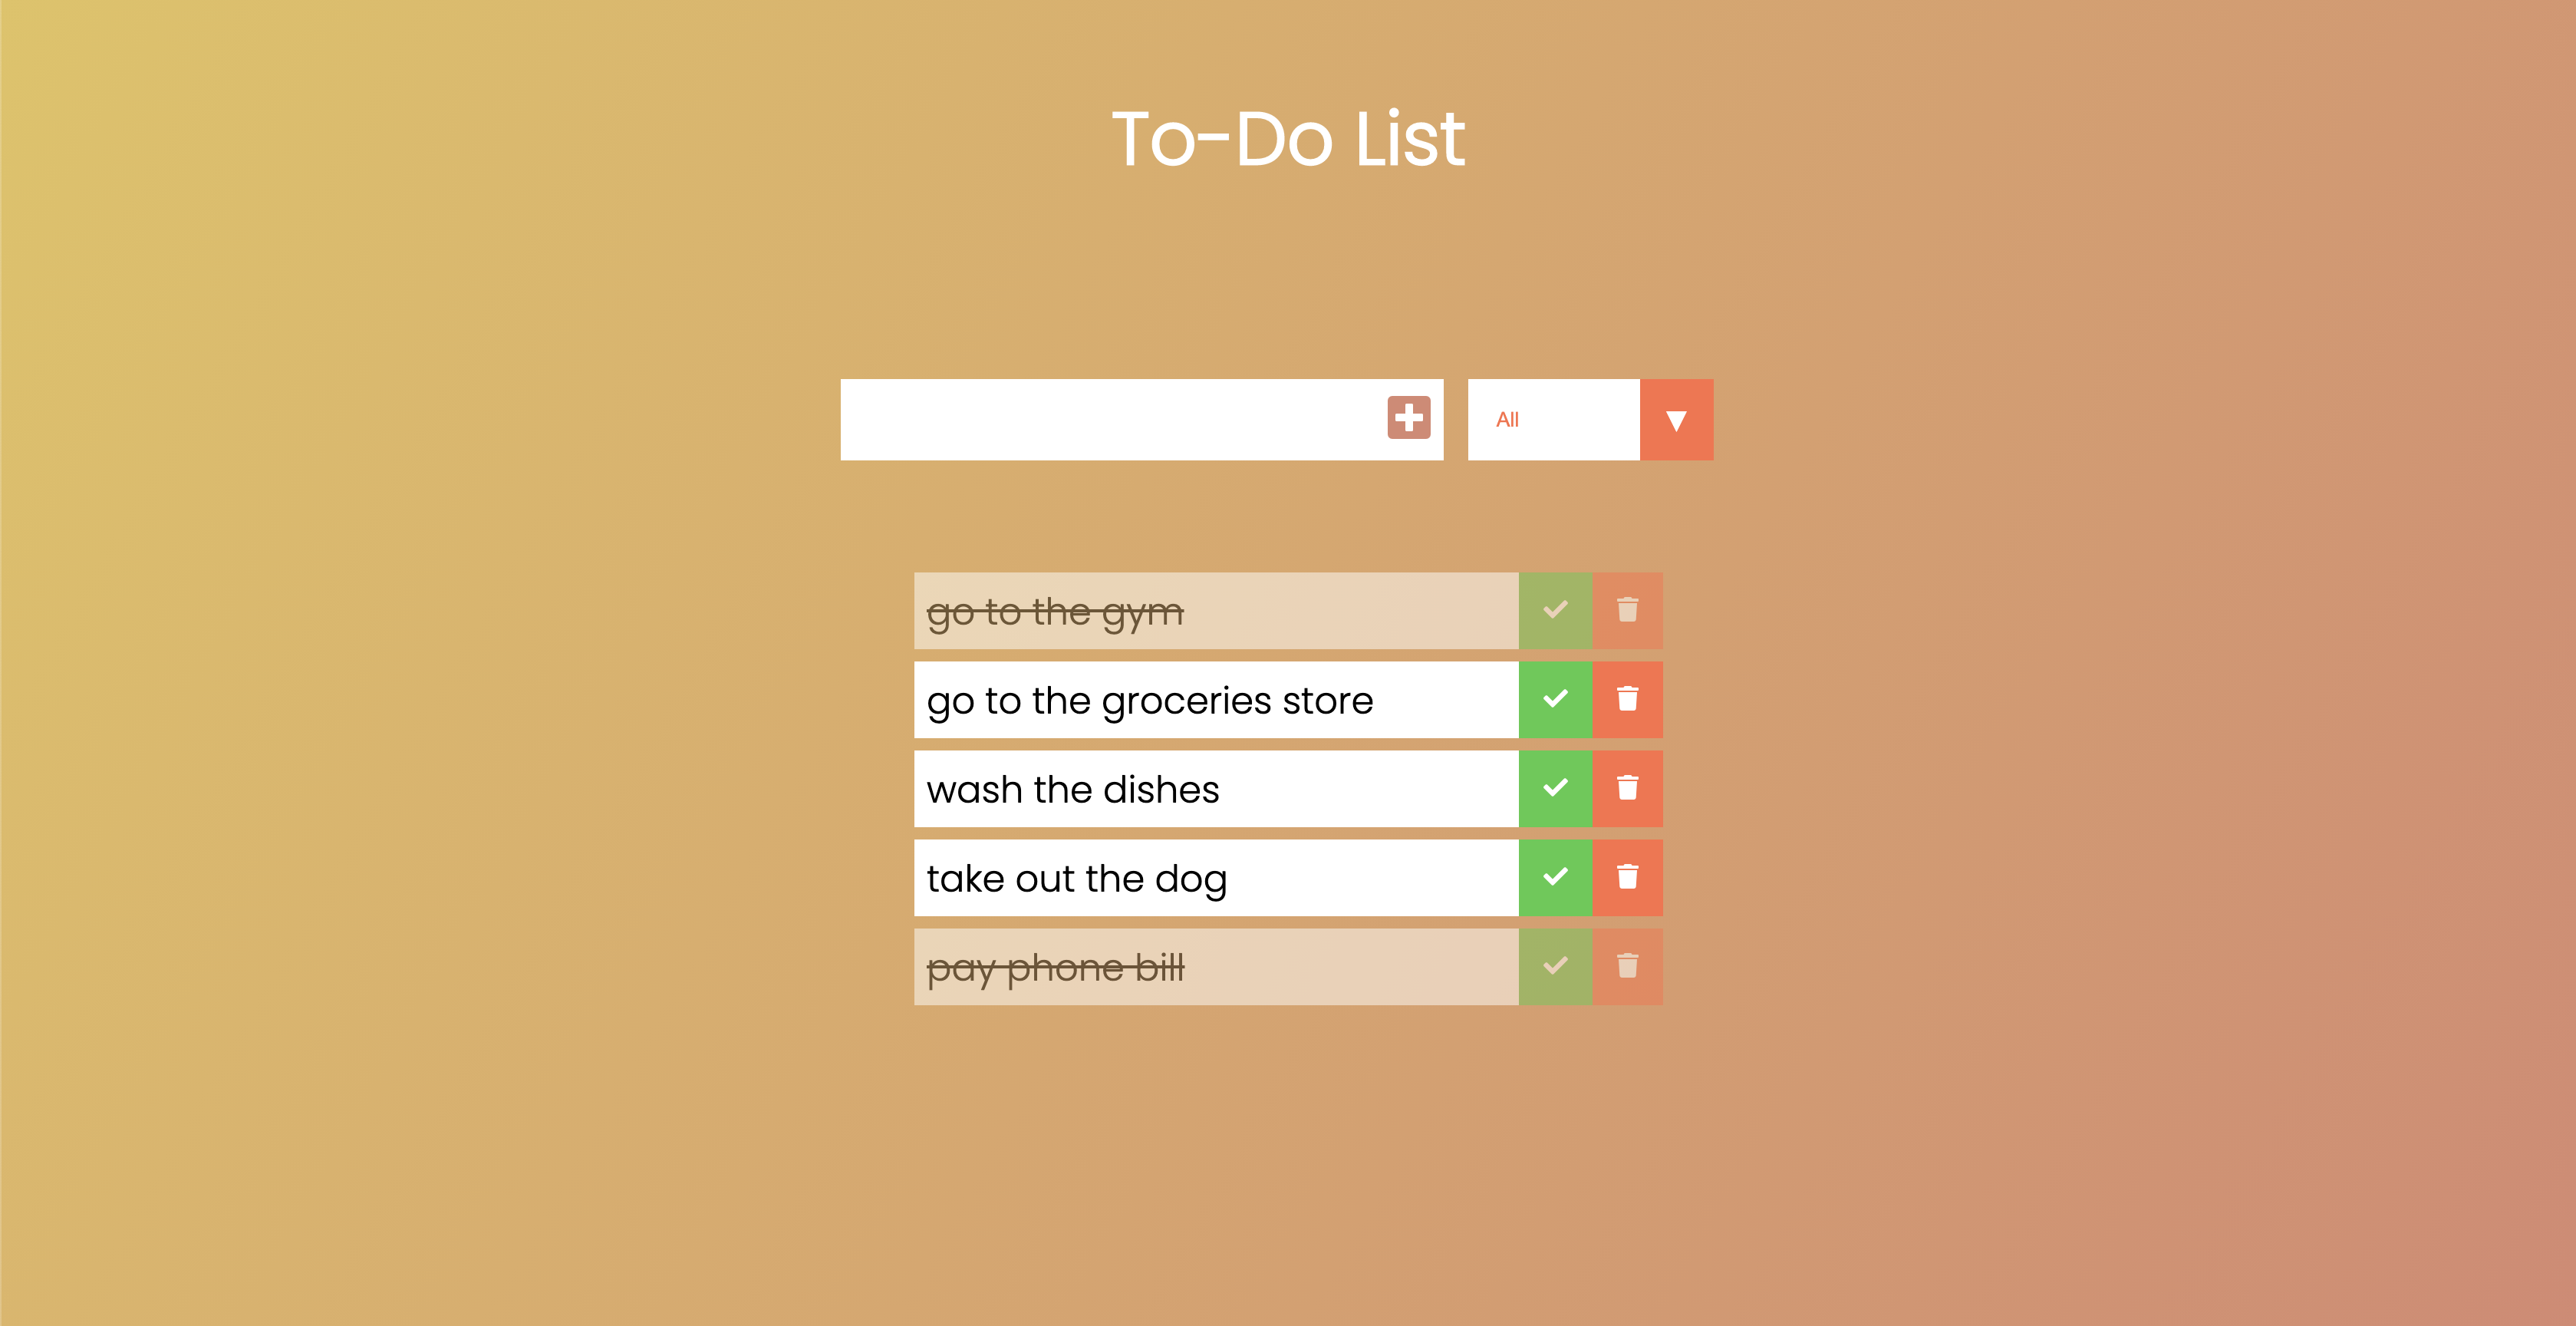 To-Do List
All
go to the gym
go to the groceries store
wash the dishes
take out the dog
pay phone bill